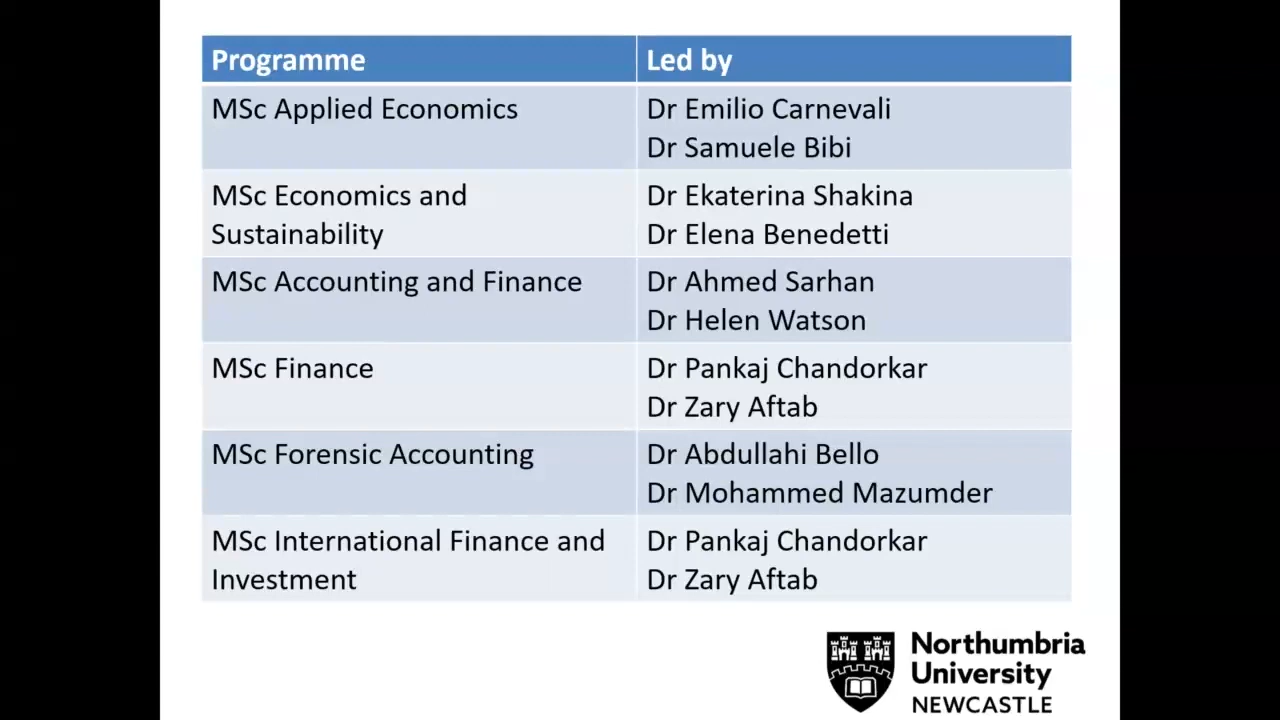 Programme
Led by
MSc Applied Economics
Dr Emilio Carnevali
Dr Samuele Bibi
MSc Economics and
Sustainability
Dr Ekaterina Shakina
Dr Elena Benedetti
MSc Accounting and Finance
Dr Ahmed Sarhan
Dr Helen Watson
MSc Finance
Dr Pankaj Chandorkar
Dr Zary Aftab
MSc Forensic Accounting
Dr Abdullahi Bello
Dr Mohammed Mazumder
MSc International Finance and
Investment
Dr Pankaj Chandorkar
Dr Zary Aftab
Northumbria
University
NEWCASTLE